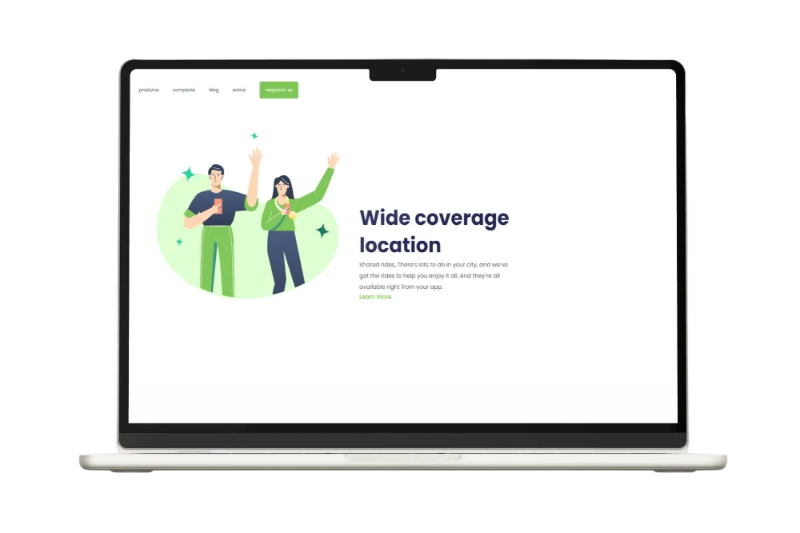 produtos companhia blog entrar registrar-se
Wide coverage
location
Shared rides, There's lots to do in your city, and we've
got the rides to help you enjoy it all. And they're all
available right from your app.
Learn more